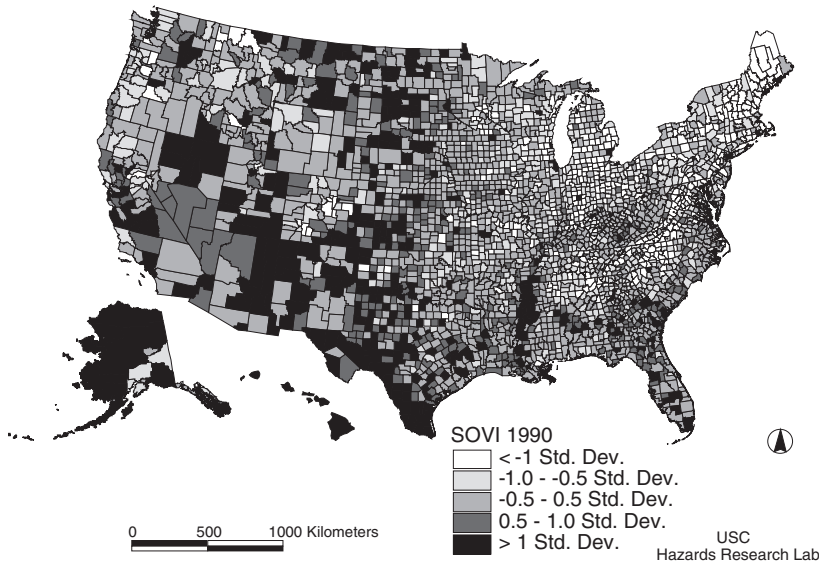 SOVI 1990
< -1 Std. Dev.
-1.0 - -0.5 Std. Dev.
-0.5 - 0.5 Std. Dev.
0.5 - 1.0 Std. Dev.
> 1 Std. Dev.
0 500 1000 Kilometers
USC
Hazards Research Lab